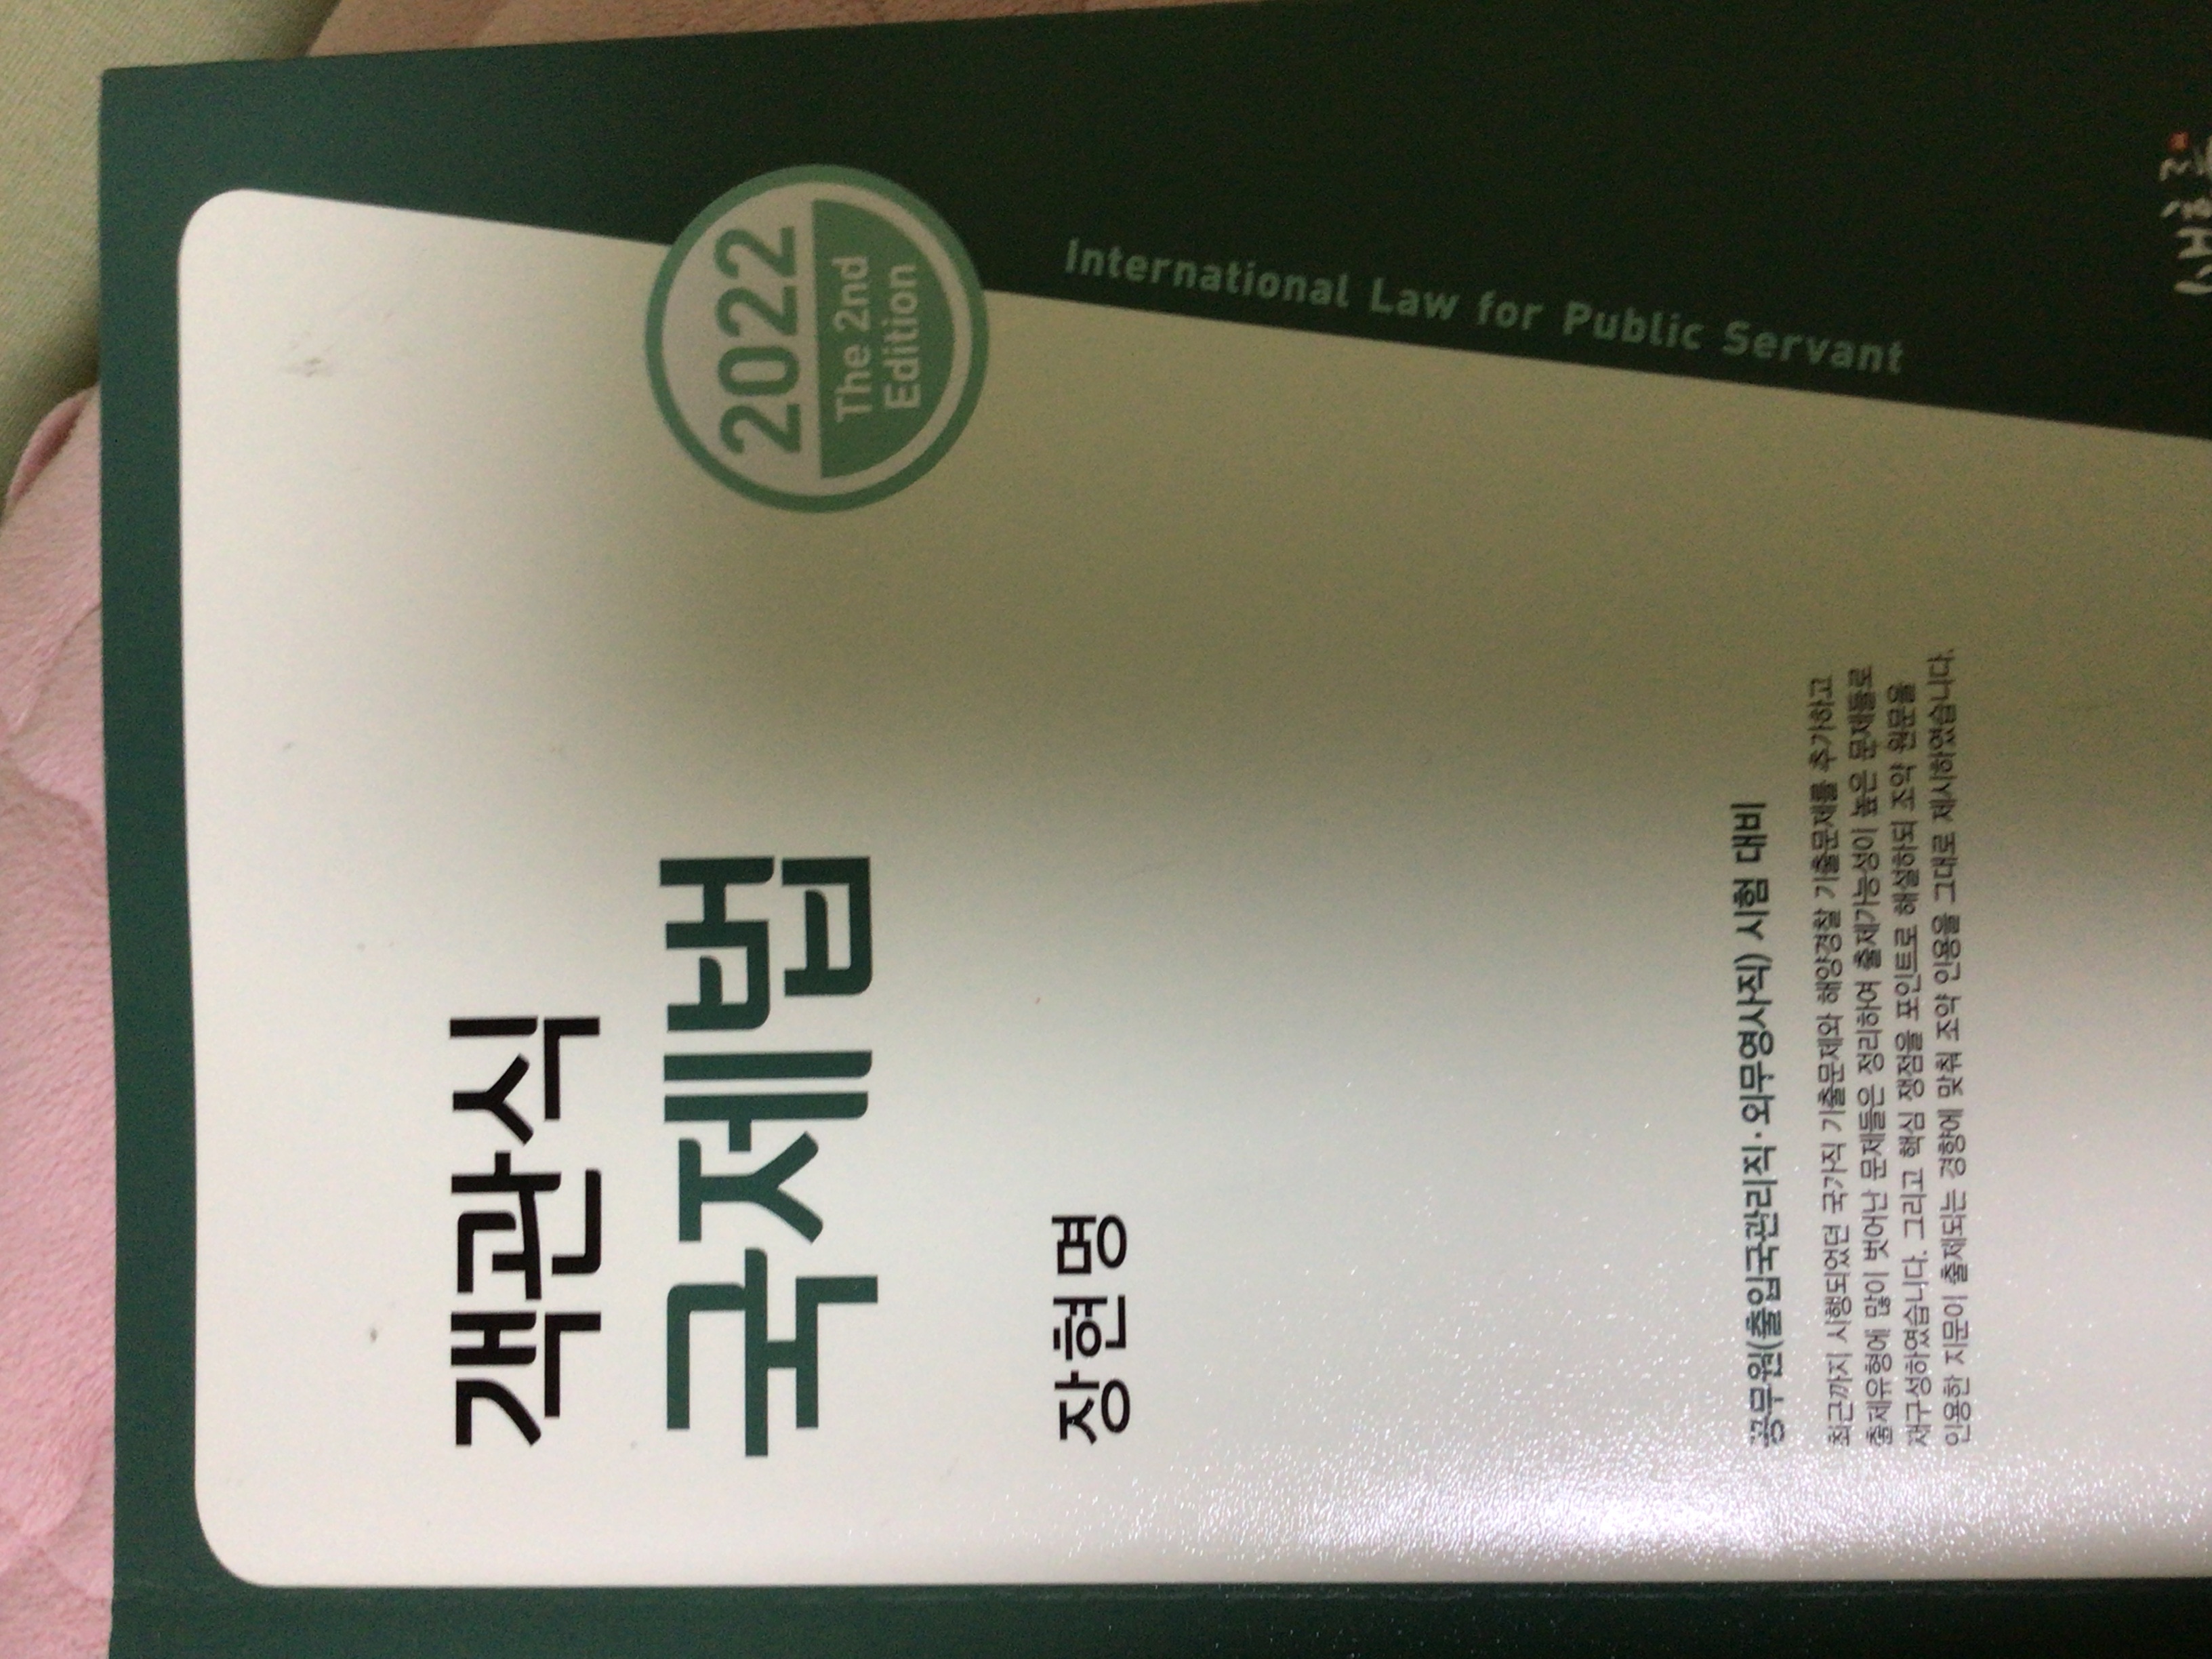 2022
The 2nd
Edition
International Law for Public Servant
객관식
국제법
장현명
공무원(출입국관리직·외무영사직) 시험 대비
최근까지 시행되었던 국가직 기출문제와 해양경찰 기출문제를 추가하고
출제유형에 많이 벗어난 문제들은 정리하여 출제가능성이 높은 문제들로
재구성하였습니다. 그리고 핵심 쟁점을 포인트로 해설하되 조약 원문을
인용한 지문이 출제되는 경향에 맞춰 조약 인용을 그대로 제시하였습니다.